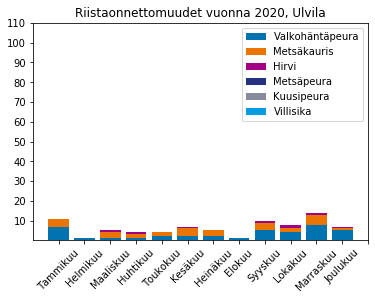 Riistaonnettomuudet vuonna 2020, Ulvila
110
100
90
80
70
60
50
40
30
20
10
Valkohäntäpeura
Metsäkauris
Hirvi
Metsäpeura
Kuusipeura
Villisika
Tammikuu
Helmikuu
Maaliskuu
Huhtikuu
Toukokuu
Kesäkuu
Heinäkuu
Elokuu
Syyskuu
Lokakuu
Marraskuu
Joulukuu